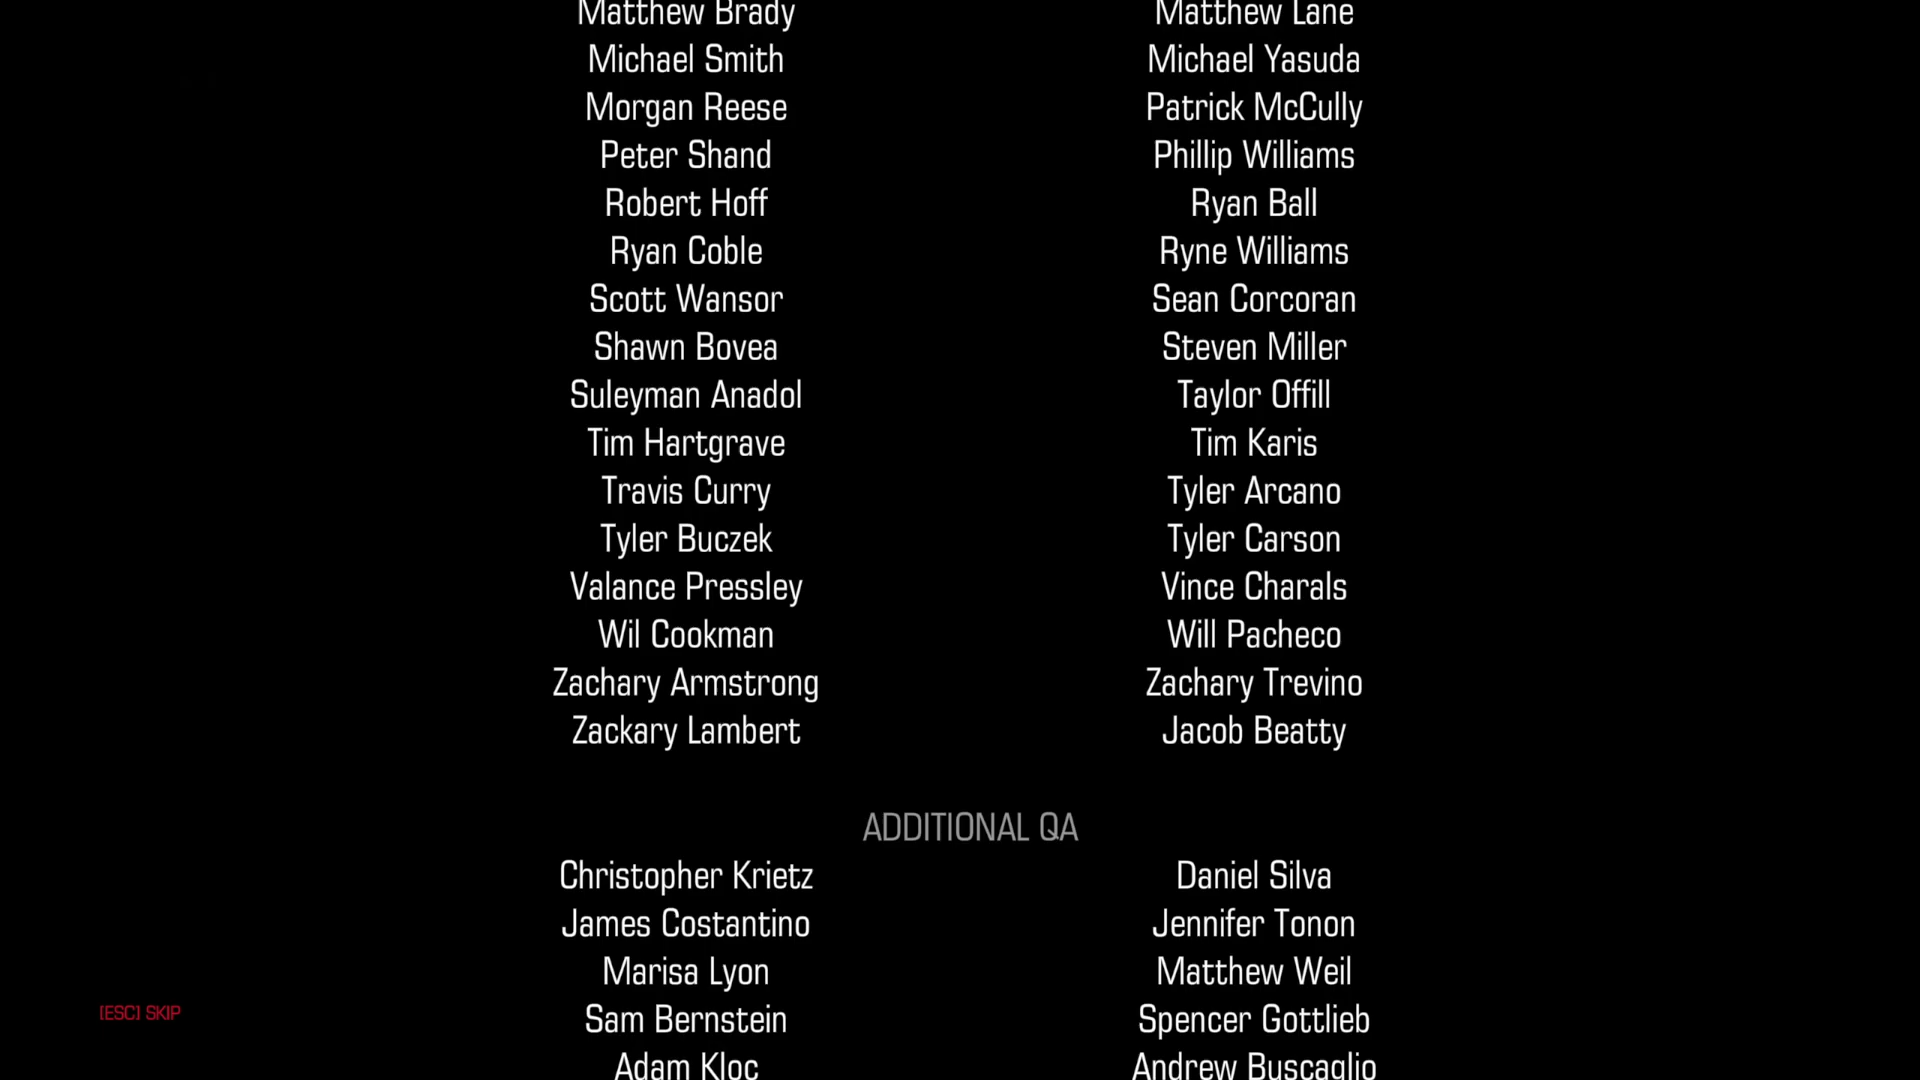 Matthew Brady Matthew Lane
Michael Smith Michael Yasuda
Morgan Reese Patrick McCully
Peter Shand Phillip Williams
Robert Hoff Ryan Ball
Ryan Coble Ryne Williams
Scott Wansor Sean Corcoran
Shawn Bovea Steven Miller
Suleyman Anadol Taylor Offill
Tim Hartgrave Tim Karis
Travis Curry Tyler Arcano
Tyler Buczek Tyler Carson
Valance Pressley Vince Charals
Wil Cookman Will Pacheco
Zachary Armstrong Zachary Trevino
Zackary Lambert Jacob Beatty
ADDITIONAL QA
Christopher Krietz Daniel Silva
James Costantino Jennifer Tonon
Marisa Lyon Matthew Weil
[ESC] SKIP
Sam Bernstein Spencer Gottlieb
Adam Kloc Andrew Buscaglio